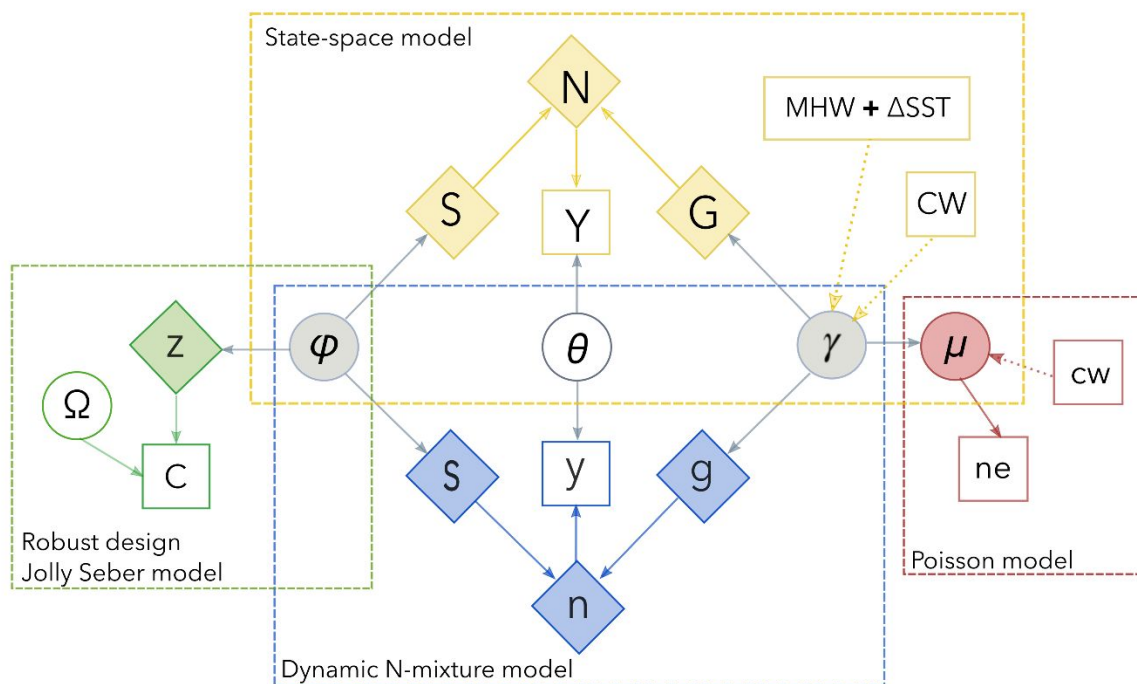 State-space model
N
MHW + ΔSST
S
Y
G
CW
z
φ
θ
γ
μ
cw
Ω
C
S
y
g
ne
Robust design
Jolly Seber model
Poisson model
n
Dynamic N-mixture model